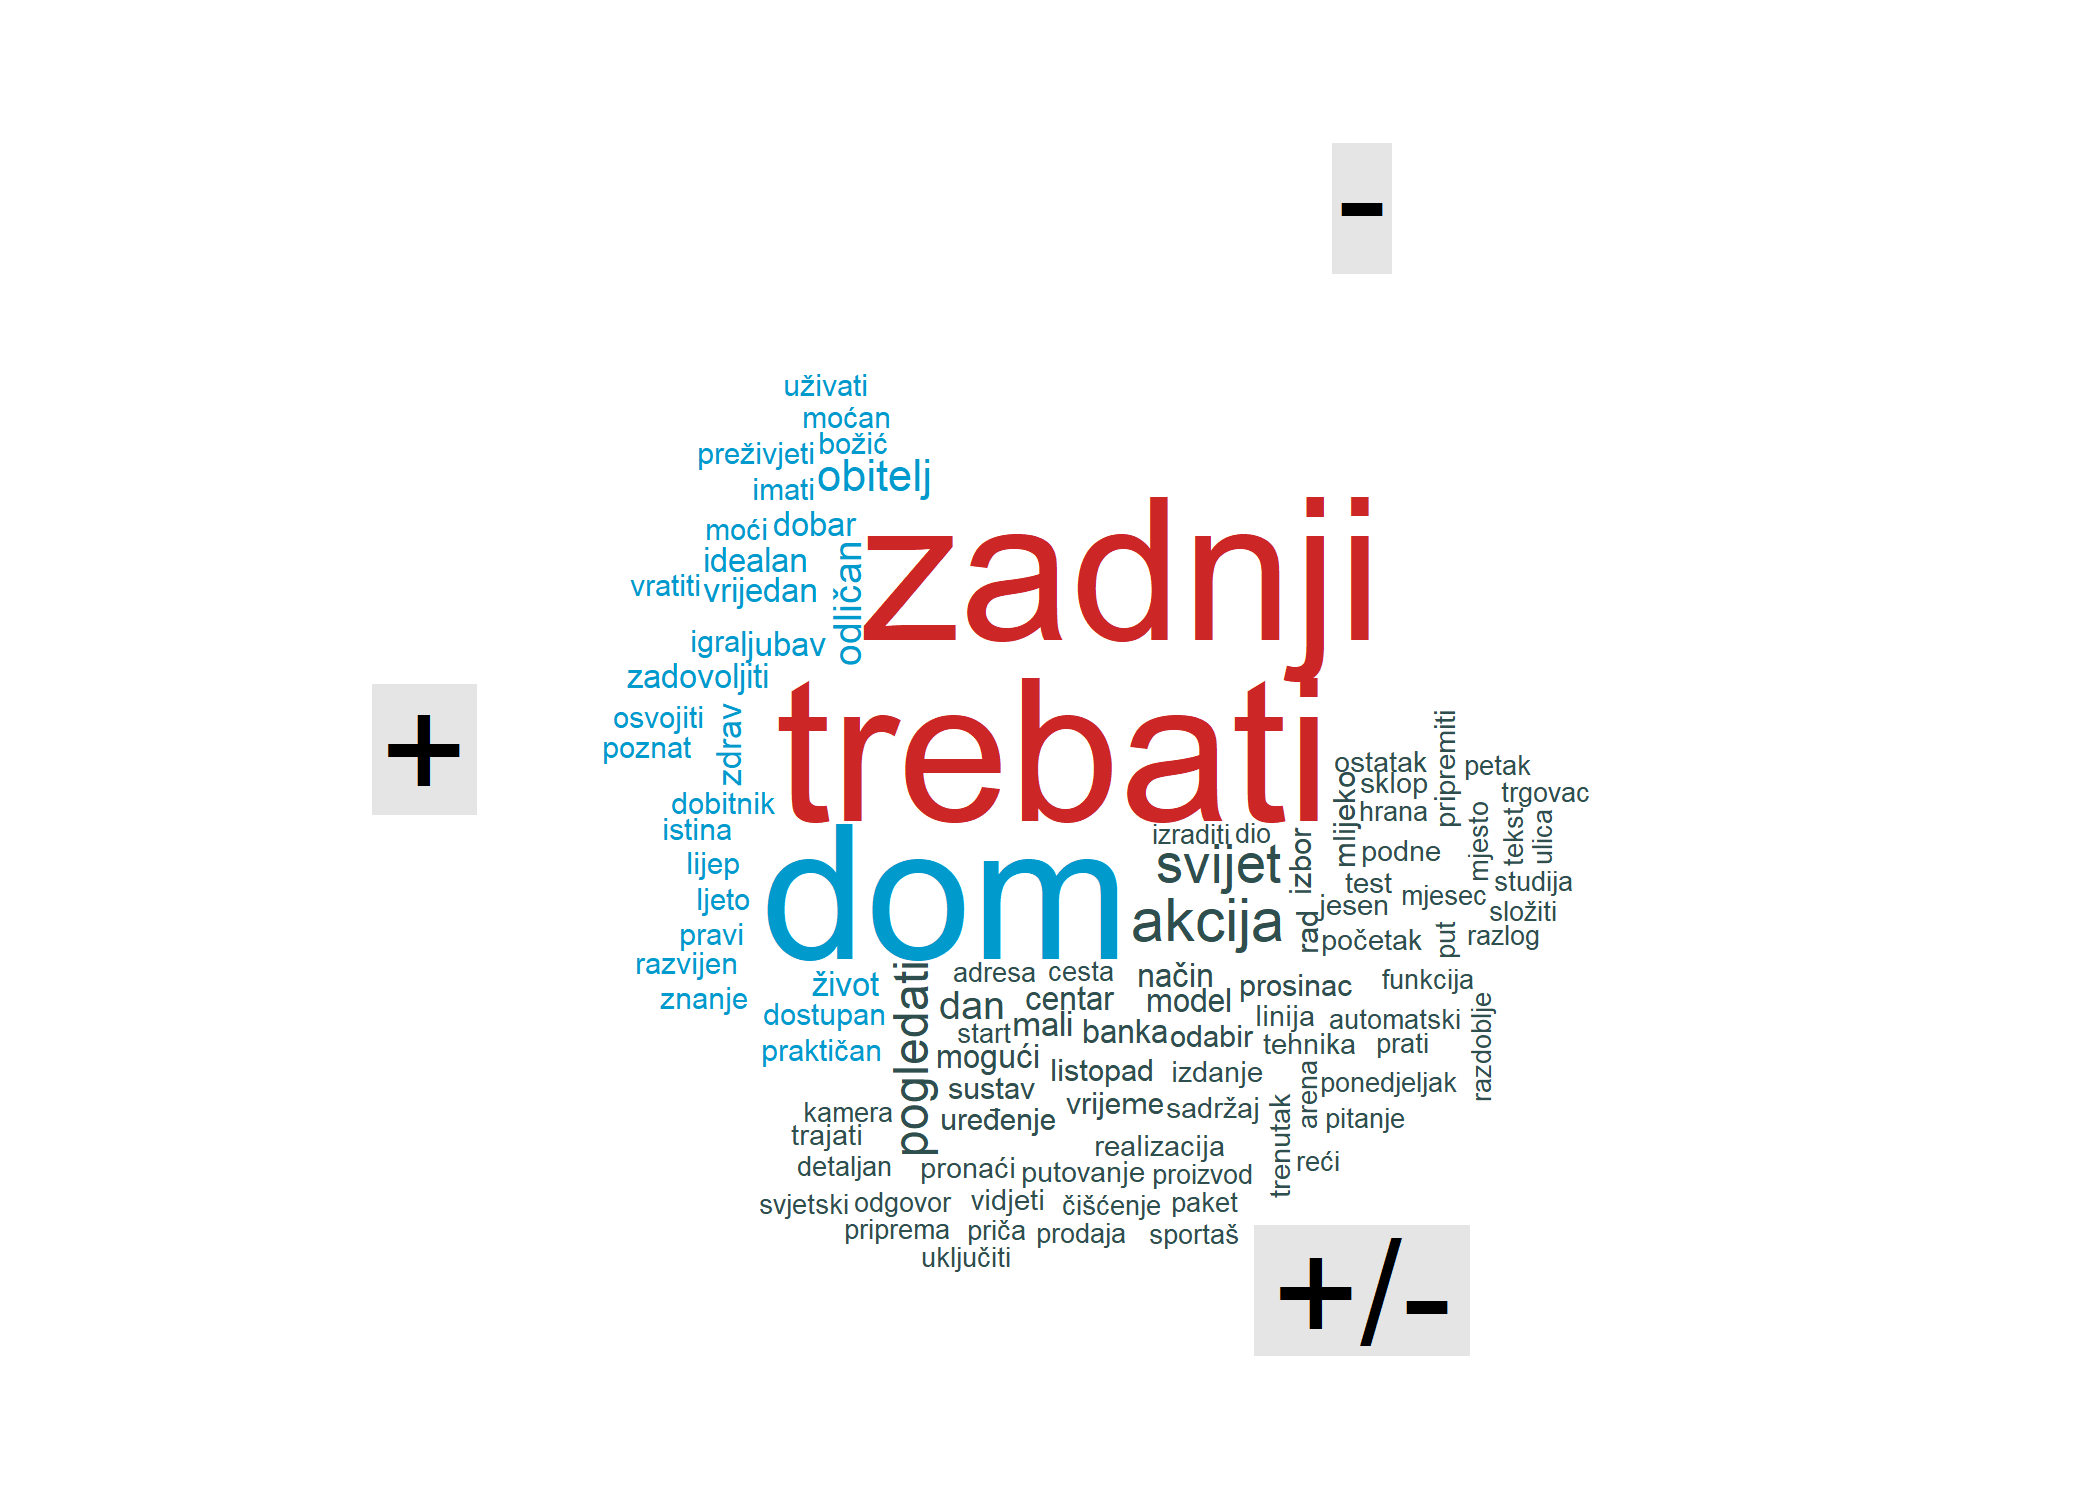 -
uživati
moćan
božić
preživjeti
obitelj
imati
zadnji
moći
dobar
odličan
idealan
vratiti
vrijedan
igra
ljubav
zadovoljiti
+
trebati
osvojiti
zdrav
poznat
dobitnik
istina
dom
lijep
ljeto
pravi
razvijen
život
znanje
dostupan
praktičan
ostatak
pripremiti
petak
mlijeko
sklop
trgovac
hrana
izraditi
dio
izbor
mjesto
tekst
ulica
svijet
podne
test
mjesec
studija
akcija
rad
jesen
složiti
početak
put
razlog
pogledati
adresa
cesta
način
prosinac
funkcija
dan
centar
model
razdoblje
start
mali
banka
odabir
linija
automatski
tehnika
prati
mogući
listopad
izdanje
arena
ponedjeljak
sustav
vrijeme
sadržaj
trenutak
pitanje
uređenje
kamera
trajati
realizacija
detaljan
pronaći
putovanje
proizvod
reći
svjetski
odgovor
vidjeti
čišćenje
paket
priprema
priča
prodaja
sportaš
uključiti
+/-